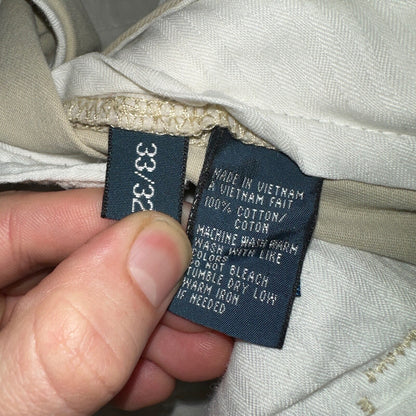 33/32
MADE IN VIETNAM
A VIETNAM FAIT
100% COTTON/
COTON
MACHINE WASH WARM
WASH WITH LIKE
COLORS
DO NOT BLEACH
TUMBLE DRY LOW
WARM IRON
IF NEEDED